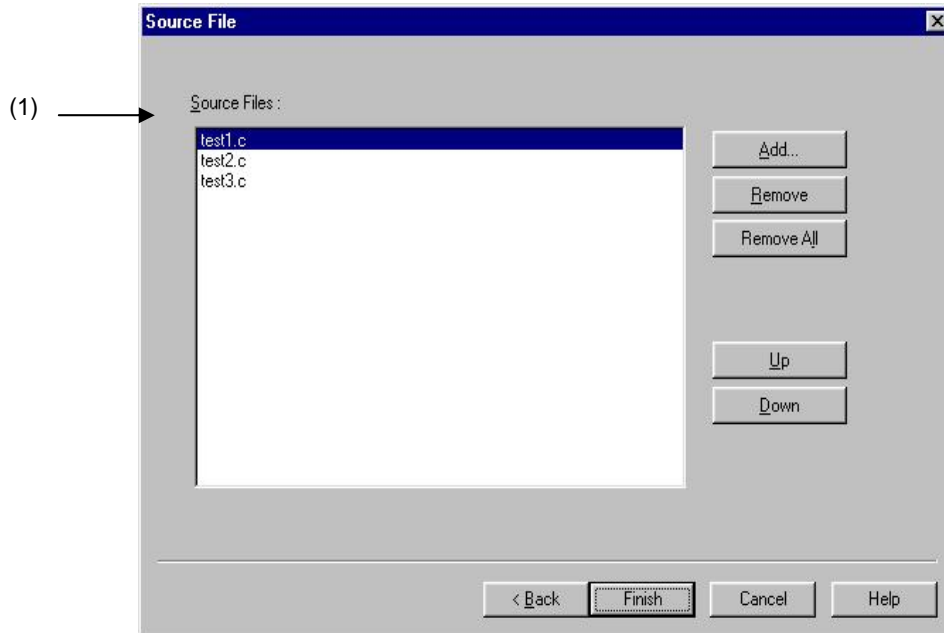 Source File
(1)
Source Files :
test1.c
test2.c
test3.c
Add...
Remove
Remove All
Up
Down
< Back
Finish
Cancel
Help